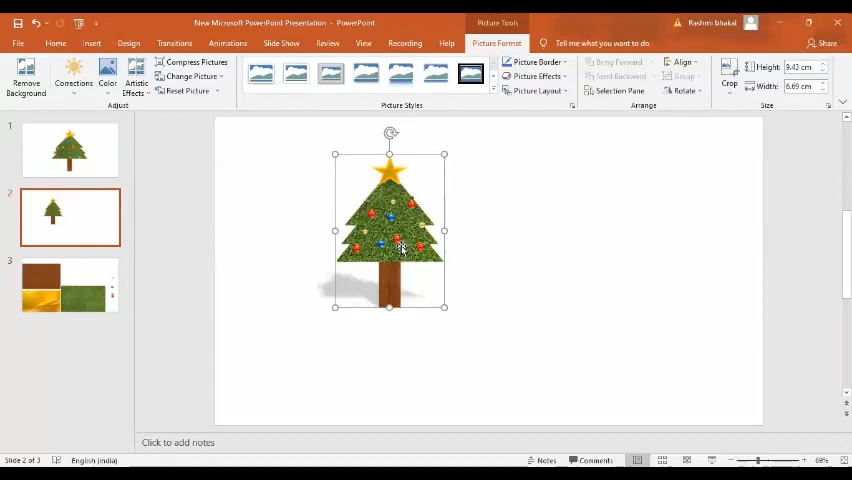 New Microsoft PowerPoint Presentation - PowerPoint
Picture Tools
Rashmi bhakal
File Home Insert Design Transitions Animations Slide Show Review View Recording Help Picture Format Tell me what you want to do Share
Remove Background
Corrections
Color
Artistic Effects
Compress Pictures
Change Picture
Reset Picture
Adjust
Picture Styles
Picture Border
Picture Effects
Picture Layout
Bring Forward
Send Backward
Selection Pane
Align
Group
Rotate
Arrange
Crop
Height: 9.43 cm
Width: 6.69 cm
Size
1
2
3
Click to add notes
Slide 2 of 3
English (India)
Notes
Comments
69%